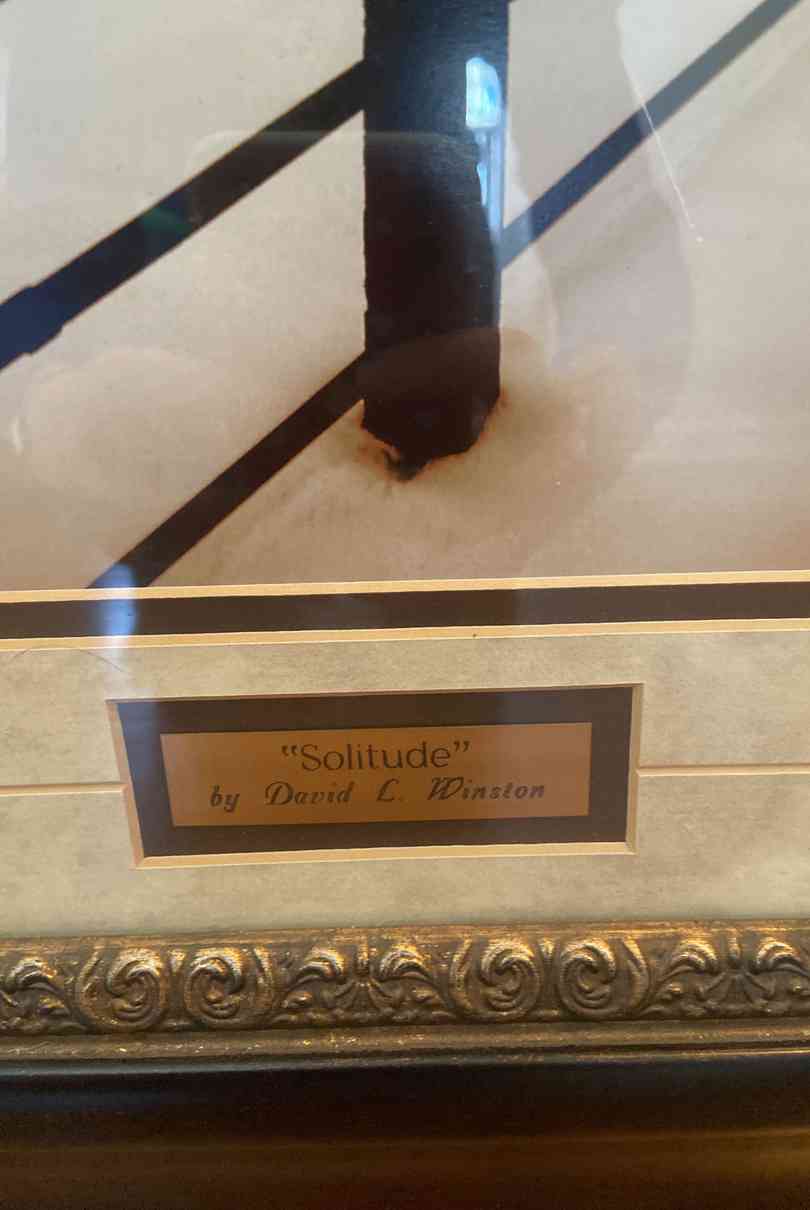 “Solitude”
by David L. Winston